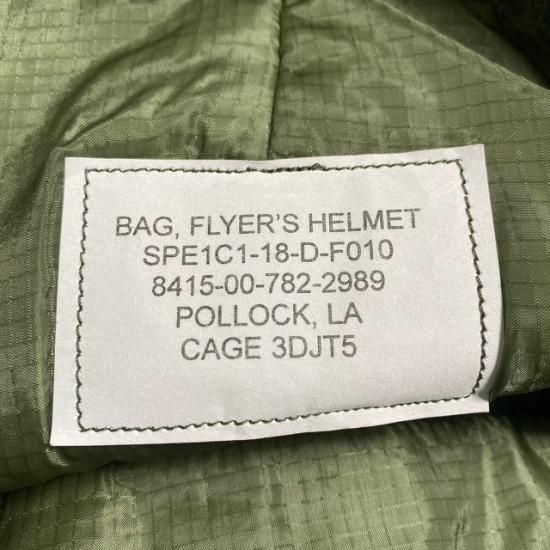 BAG, FLYER'S HELMET
SPE1C1-18-D-F010
8415-00-782-2989
POLLOCK, LA
CAGE 3DJT5